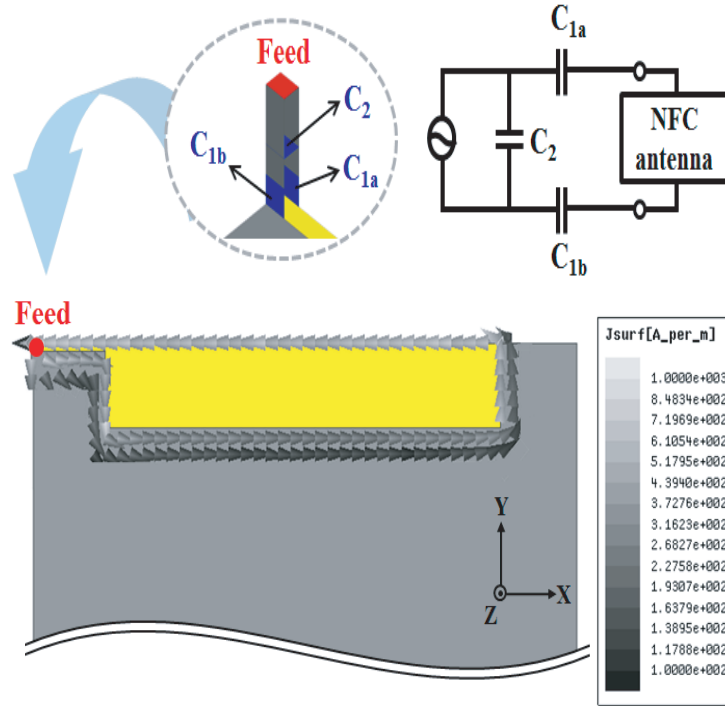 Feed
C2
C1b
C1a
C1a
C2
NFC
antenna
C1b
Feed
Y
X
Z
Jsurf[A_per_m]
1.0000e+003
8.4834e+002
7.1969e+002
6.1054e+002
5.1795e+002
4.3940e+002
3.7276e+002
3.1623e+002
2.6827e+002
2.2758e+002
1.9307e+002
1.6379e+002
1.3895e+002
1.1788e+002
1.0000e+002